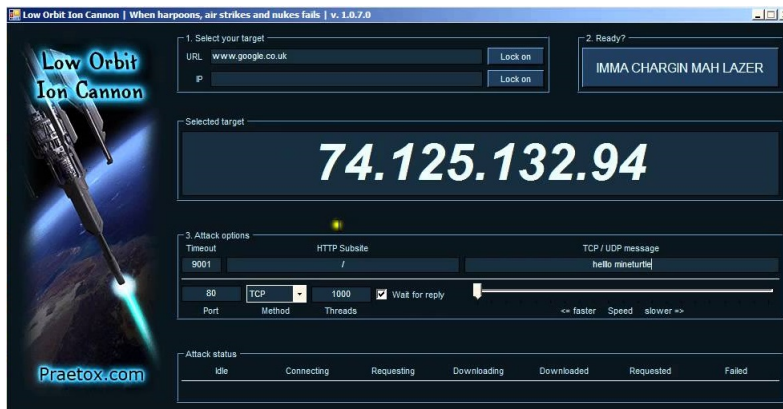 Low Orbit Ion Cannon | When harpoons, air strikes and nukes fails | v. 1.0.7.0
Low Orbit
Ion Cannon
Praetox.com
1. Select your target
URL www.google.co.uk Lock on
IP Lock on
2. Ready?
IMMA CHARGIN MAH LAZER
Selected target
74.125.132.94
3. Attack options
Timeout HTTP Subsite TCP / UDP message
9001 / helllo mineturtle
80 TCP 1000 Wait for reply
Port Method Threads <= faster Speed slower =>
Attack status
Idle Connecting Requesting Downloading Downloaded Requested Failed